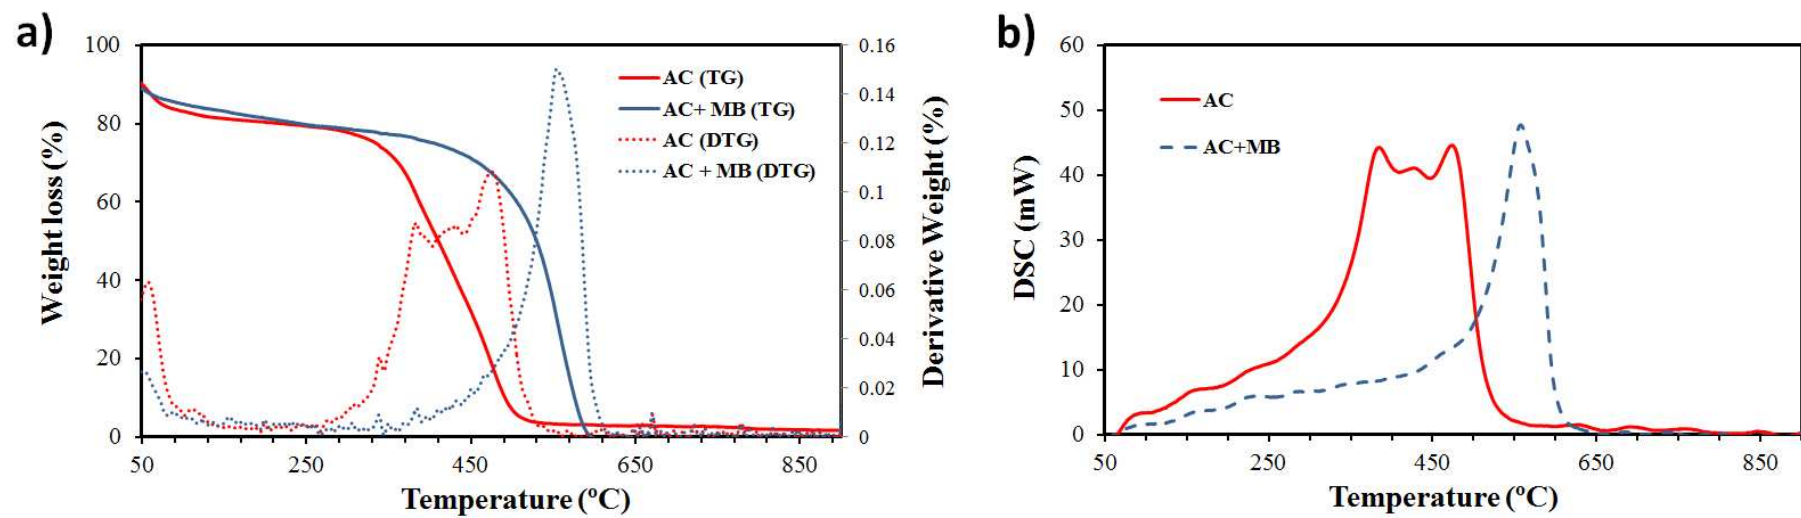 a)
Weight loss (%)
100
80
60
40
20
0
AC (TG)
AC+ MB (TG)
AC (DTG)
AC + MB (DTG)
0.16
0.14
0.12
0.1
0.08
0.06
0.04
0.02
0
Derivative Weight (%)
50 250 450 650 850
Temperature (ºC)
b)
DSC (mW)
60
50
40
30
20
10
0
AC
AC+MB
50 250 450 650 850
Temperature (ºC)